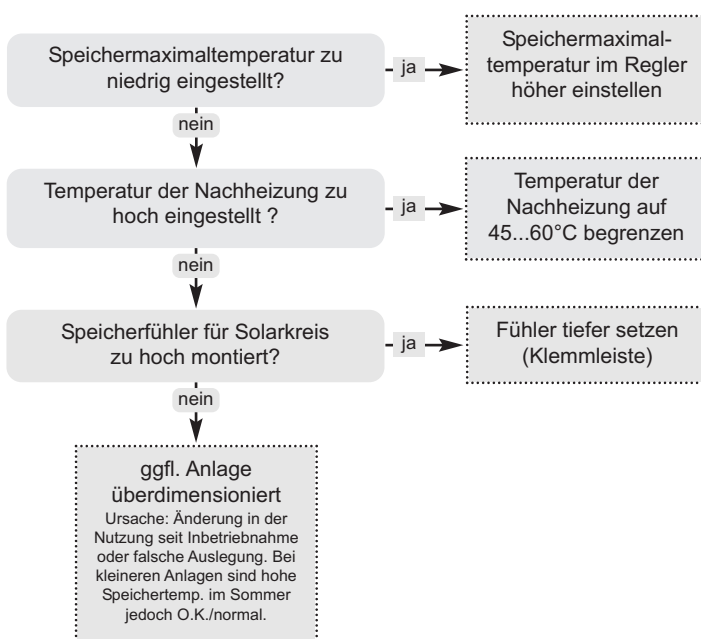 Speichermaximaltemperatur zu
niedrig eingestellt?
ja
Speichermaximal-
temperatur im Regler
höher einstellen
nein
Temperatur der Nachheizung zu
hoch eingestellt ?
ja
Temperatur der
Nachheizung auf
45...60°C begrenzen
nein
Speicherfühler für Solarkreis
zu hoch montiert?
ja
Fühler tiefer setzen
(Klemmleiste)
nein
ggfl. Anlage
überdimensioniert
Ursache: Änderung in der
Nutzung seit Inbetriebnahme
oder falsche Auslegung. Bei
kleineren Anlagen sind hohe
Speichertemp. im Sommer
jedoch O.K./normal.